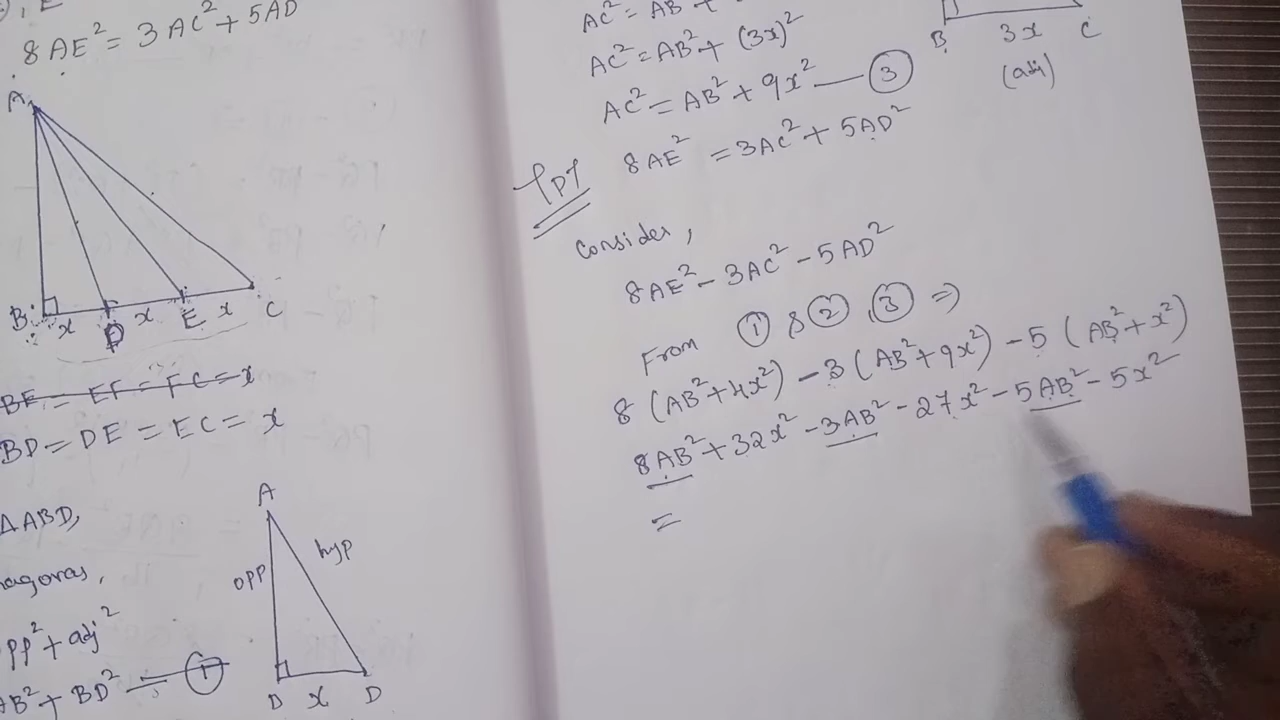 8AE² = 3AC² + 5AD
A
B x D x E x C
BE = EF = FC = x
BD = DE = EC = x
ΔABD,
A
opp
hyp
pp² + adj²
AB² + BD² = ①
D x D
AC² = AB +
AC² = AB² + (3x)²
AC² = AB² + 9x² — ③
B 3x C
(adj)
TPT 8AE² = 3AC² + 5AD²
Consider,
8AE² - 3AC² - 5AD²
From ① & ②, ③ ⇒
8 (AB² + 4x²) - 3 (AB² + 9x²) - 5 (AB² + x²)
8AB² + 32x² - 3AB² - 27x² - 5AB² - 5x²
=